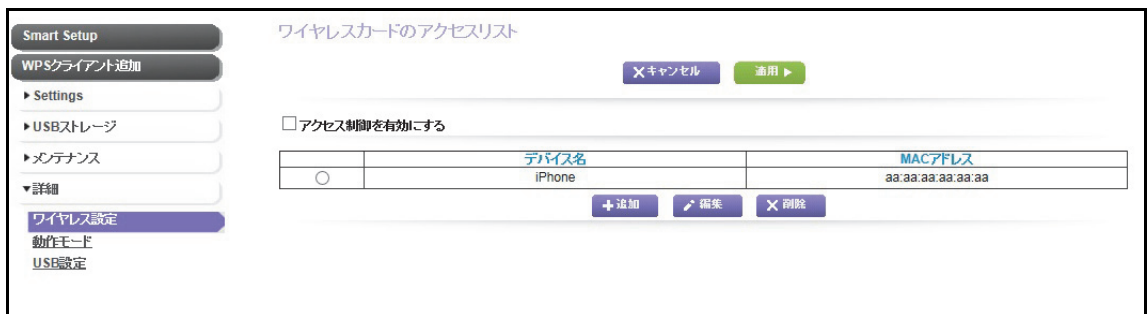 Smart Setup
WPSクライアント追加
▶ Settings
▶ USBストレージ
▶ メンテナンス
▼詳細
ワイヤレス設定
動作モード
USB設定
ワイヤレスカードのアクセスリスト
Xキャンセル 適用 ▶
アクセス制御を有効にする
デバイス名 MACアドレス
iPhone aa:aa:aa:aa:aa:aa
+追加 編集 X削除